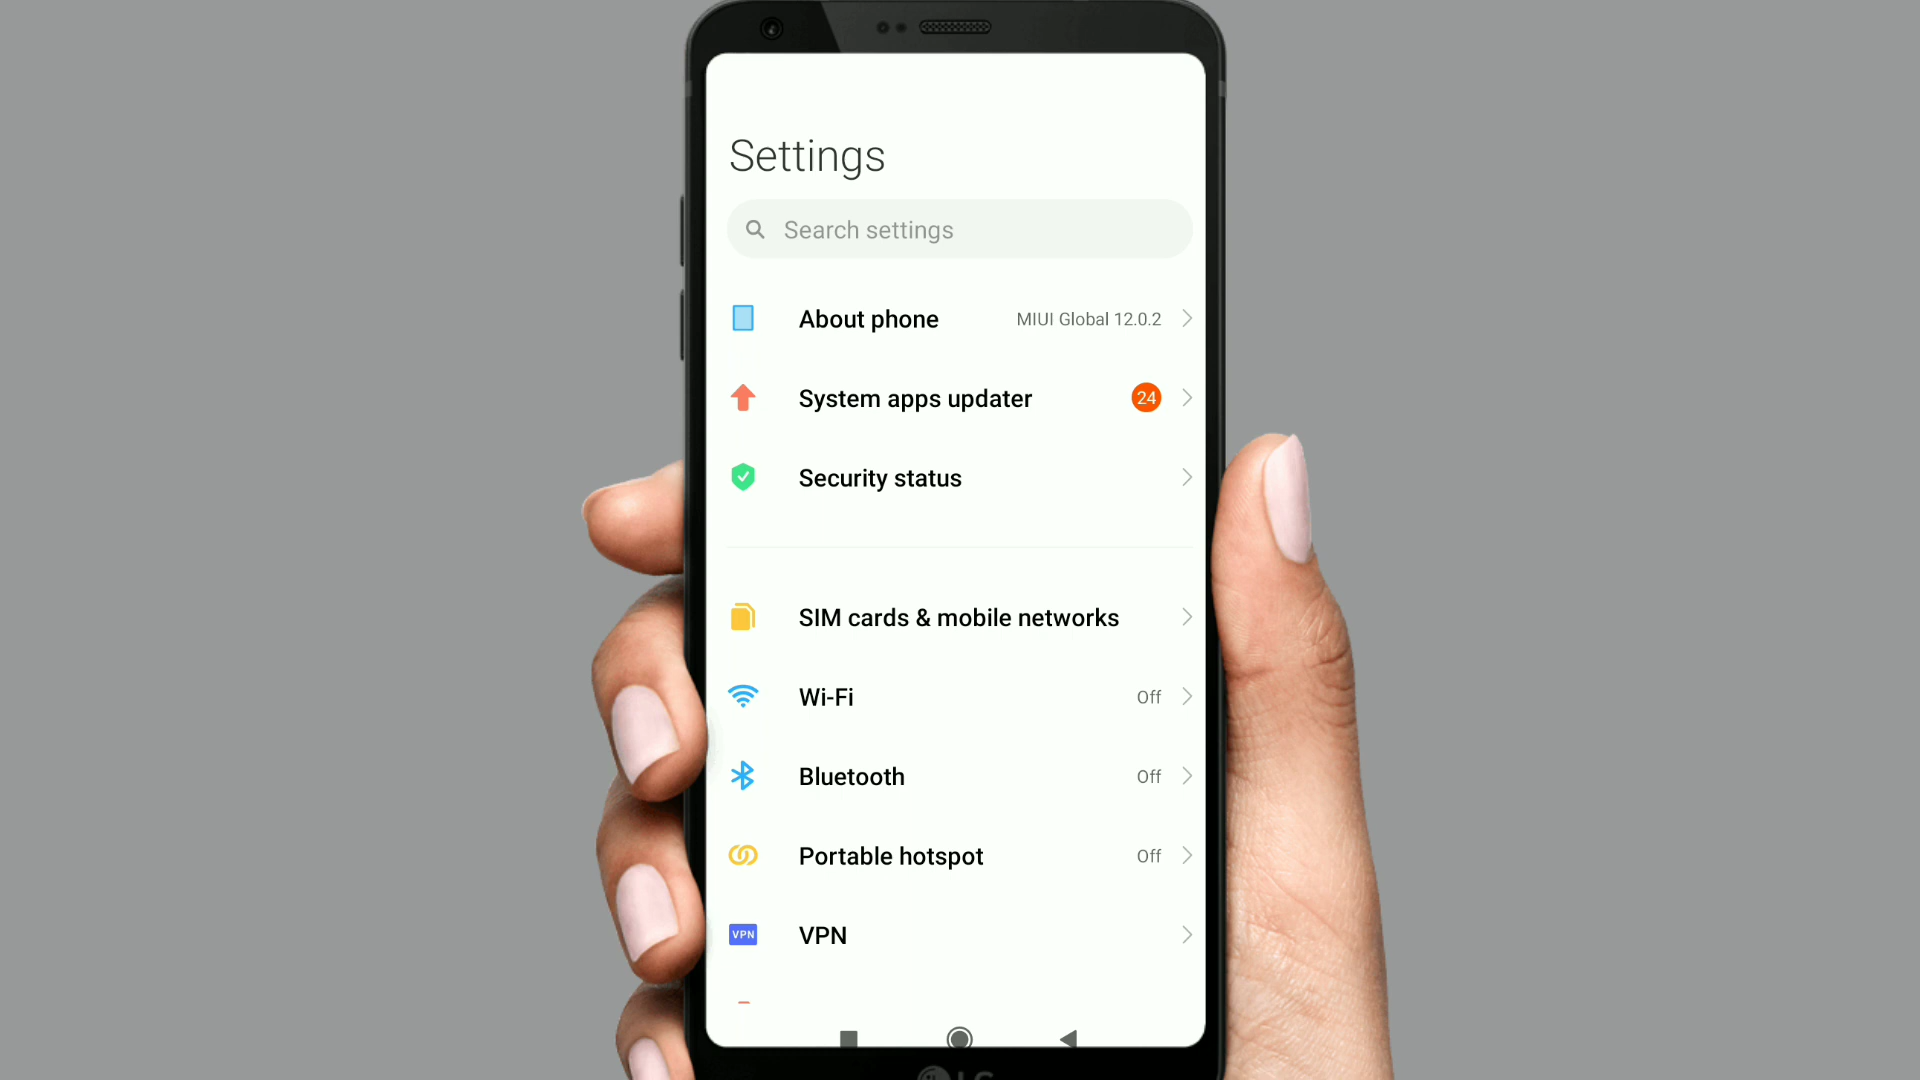 Settings
Search settings
About phone MIUI Global 12.0.2
System apps updater 24
Security status
SIM cards & mobile networks
Wi-Fi Off
Bluetooth Off
Portable hotspot Off
VPN VPN
LG